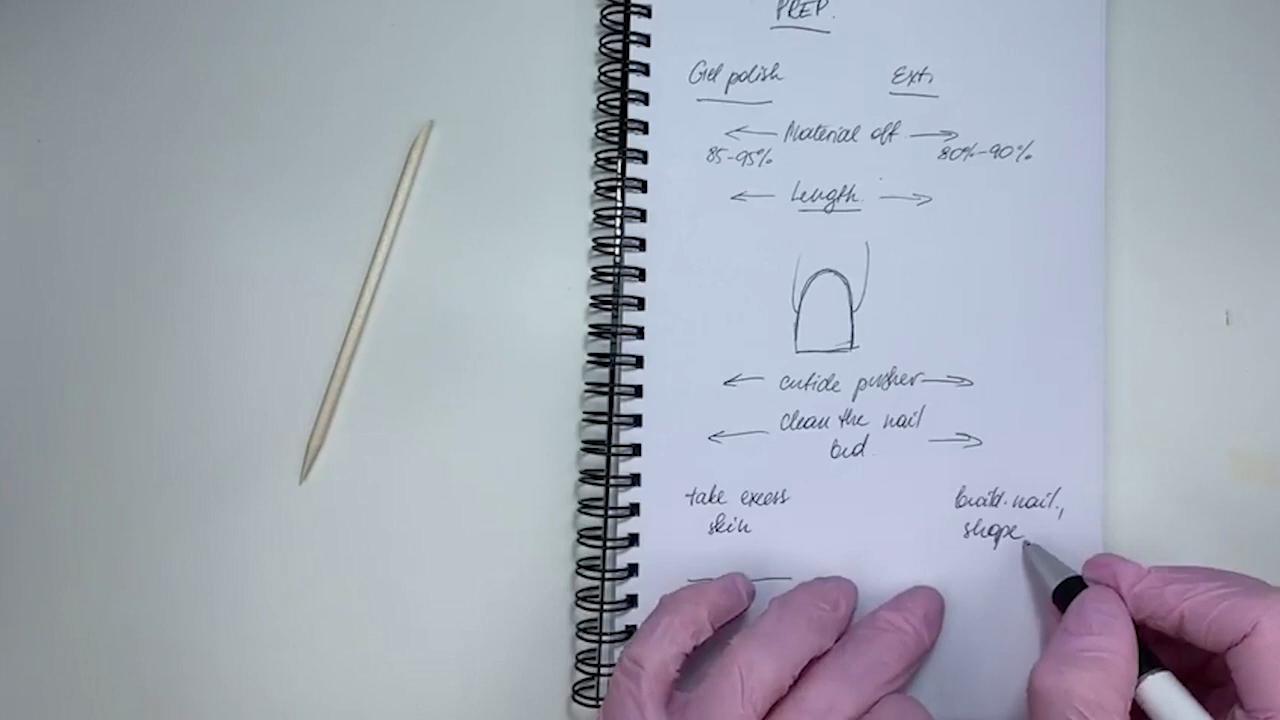 PREP.
Gel polish Ext,
Material off
85-95% 80%-90%
Length.
cuticle pusher
clean the nail
bed.
take excess build nail,
skin shape